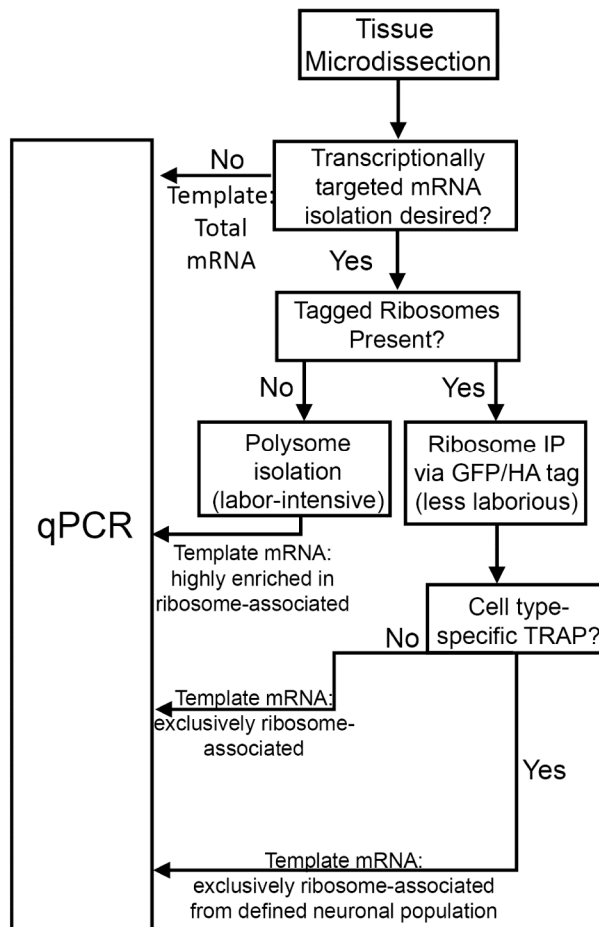 Tissue
Microdissection
No
Template:
Total
mRNA
Transcriptionally
targeted mRNA
isolation desired?
Yes
Tagged Ribosomes
Present?
No
Yes
Polysome
isolation
(labor-intensive)
Ribosome IP
via GFP/HA tag
(less laborious)
qPCR
Template mRNA:
highly enriched in
ribosome-associated
Cell type-
specific TRAP?
No
Template mRNA:
exclusively ribosome-
associated
Yes
Template mRNA:
exclusively ribosome-associated
from defined neuronal population